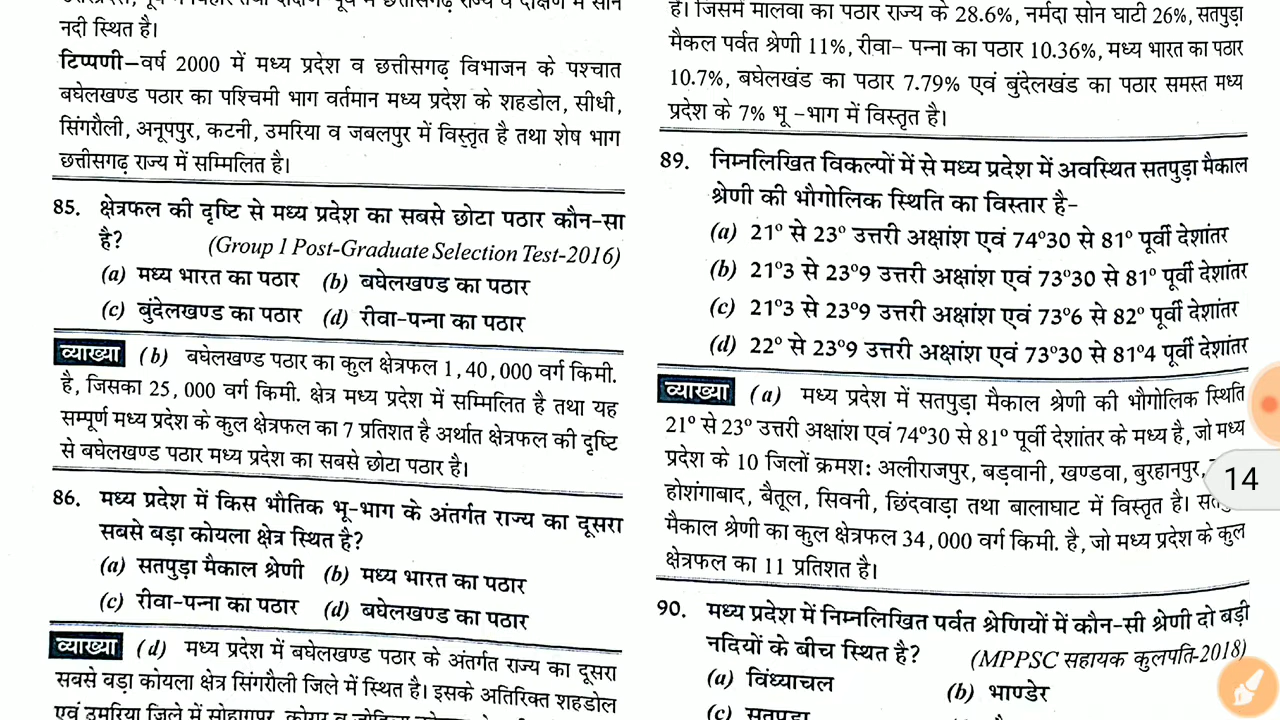 नदी स्थित है।
टिप्पणी–वर्ष 2000 में मध्य प्रदेश व छत्तीसगढ़ विभाजन के पश्चात
बघेलखण्ड पठार का पश्चिमी भाग वर्तमान मध्य प्रदेश के शहडोल, सीधी,
सिंगरौली, अनूपपुर, कटनी, उमरिया व जबलपुर में विस्तृत है तथा शेष भाग
छत्तीसगढ़ राज्य में सम्मिलित है।
85. क्षेत्रफल की दृष्टि से मध्य प्रदेश का सबसे छोटा पठार कौन-सा
है? (Group 1 Post-Graduate Selection Test-2016)
(a) मध्य भारत का पठार (b) बघेलखण्ड का पठार
(c) बुंदेलखण्ड का पठार (d) रीवा-पन्ना का पठार
व्याख्या (b) बघेलखण्ड पठार का कुल क्षेत्रफल 1,40,000 वर्ग किमी.
है, जिसका 25,000 वर्ग किमी. क्षेत्र मध्य प्रदेश में सम्मिलित है तथा यह
सम्पूर्ण मध्य प्रदेश के कुल क्षेत्रफल का 7 प्रतिशत है अर्थात क्षेत्रफल की दृष्टि
से बघेलखण्ड पठार मध्य प्रदेश का सबसे छोटा पठार है।
86. मध्य प्रदेश में किस भौतिक भू-भाग के अंतर्गत राज्य का दूसरा
सबसे बड़ा कोयला क्षेत्र स्थित है?
(a) सतपुड़ा मैकाल श्रेणी (b) मध्य भारत का पठार
(c) रीवा-पन्ना का पठार (d) बघेलखण्ड का पठार
व्याख्या (d) मध्य प्रदेश में बघेलखण्ड पठार के अंतर्गत राज्य का दूसरा
सबसे बड़ा कोयला क्षेत्र सिंगरौली जिले में स्थित है। इसके अतिरिक्त शहडोल
एवं उमरिया जिले में सोहागपुर,
है। जिसमें मालवा का पठार राज्य के 28.6%, नर्मदा सोन घाटी 26%, सतपुड़ा
मैकल पर्वत श्रेणी 11%, रीवा- पन्ना का पठार 10.36%, मध्य भारत का पठार
10.7%, बघेलखंड का पठार 7.79% एवं बुंदेलखंड का पठार समस्त मध्य
प्रदेश के 7% भू -भाग में विस्तृत है।
89. निम्नलिखित विकल्पों में से मध्य प्रदेश में अवस्थित सतपुड़ा मैकाल
श्रेणी की भौगोलिक स्थिति का विस्तार है-
(a) 21° से 23° उत्तरी अक्षांश एवं 74°30 से 81° पूर्वी देशांतर
(b) 21°3 से 23°9 उत्तरी अक्षांश एवं 73°30 से 81° पूर्वी देशांतर
(c) 21°3 से 23°9 उत्तरी अक्षांश एवं 73°6 से 82° पूर्वी देशांतर
(d) 22° से 23°9 उत्तरी अक्षांश एवं 73°30 से 81°4 पूर्वी देशांतर
व्याख्या (a) मध्य प्रदेश में सतपुड़ा मैकाल श्रेणी की भौगोलिक स्थिति
21° से 23° उत्तरी अक्षांश एवं 74°30 से 81° पूर्वी देशांतर के मध्य है, जो मध्य
प्रदेश के 10 जिलों क्रमश: अलीराजपुर, बड़वानी, खण्डवा, बुरहानपुर,
होशंगाबाद, बैतूल, सिवनी, छिंदवाड़ा तथा बालाघाट में विस्तृत है।
मैकाल श्रेणी का कुल क्षेत्रफल 34,000 वर्ग किमी. है, जो मध्य प्रदेश के कुल
क्षेत्रफल का 11 प्रतिशत है।
14
90. मध्य प्रदेश में निम्नलिखित पर्वत श्रेणियों में कौन-सी श्रेणी दो बड़ी
नदियों के बीच स्थित है? (MPPSC सहायक कुलपति-2018)
(a) विंध्याचल (b) भाण्डेर
(c) सतपुड़ा